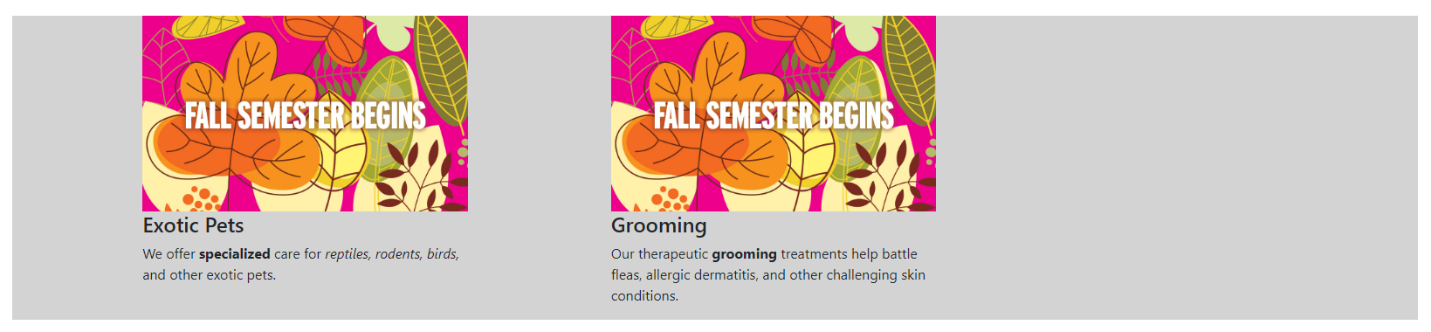 FALL SEMESTER BEGINS
Exotic Pets
We offer specialized care for reptiles, rodents, birds,
and other exotic pets.
FALL SEMESTER BEGINS
Grooming
Our therapeutic grooming treatments help battle
fleas, allergic dermatitis, and other challenging skin
conditions.